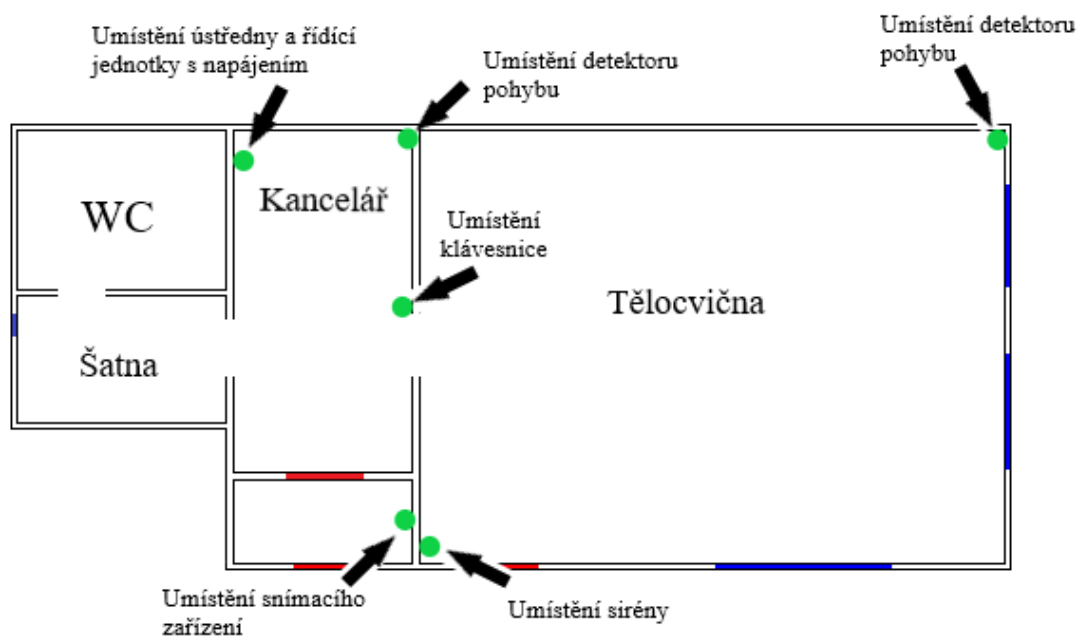 Umístění detektoru
pohybu
Umístění ústředny a řídící
jednotky s napájením
Umístění detektoru
pohybu
WC
Kancelář
Umístění
klávesnice
Tělocvična
Šatna
Umístění snímacího
zařízení
Umístění sirény